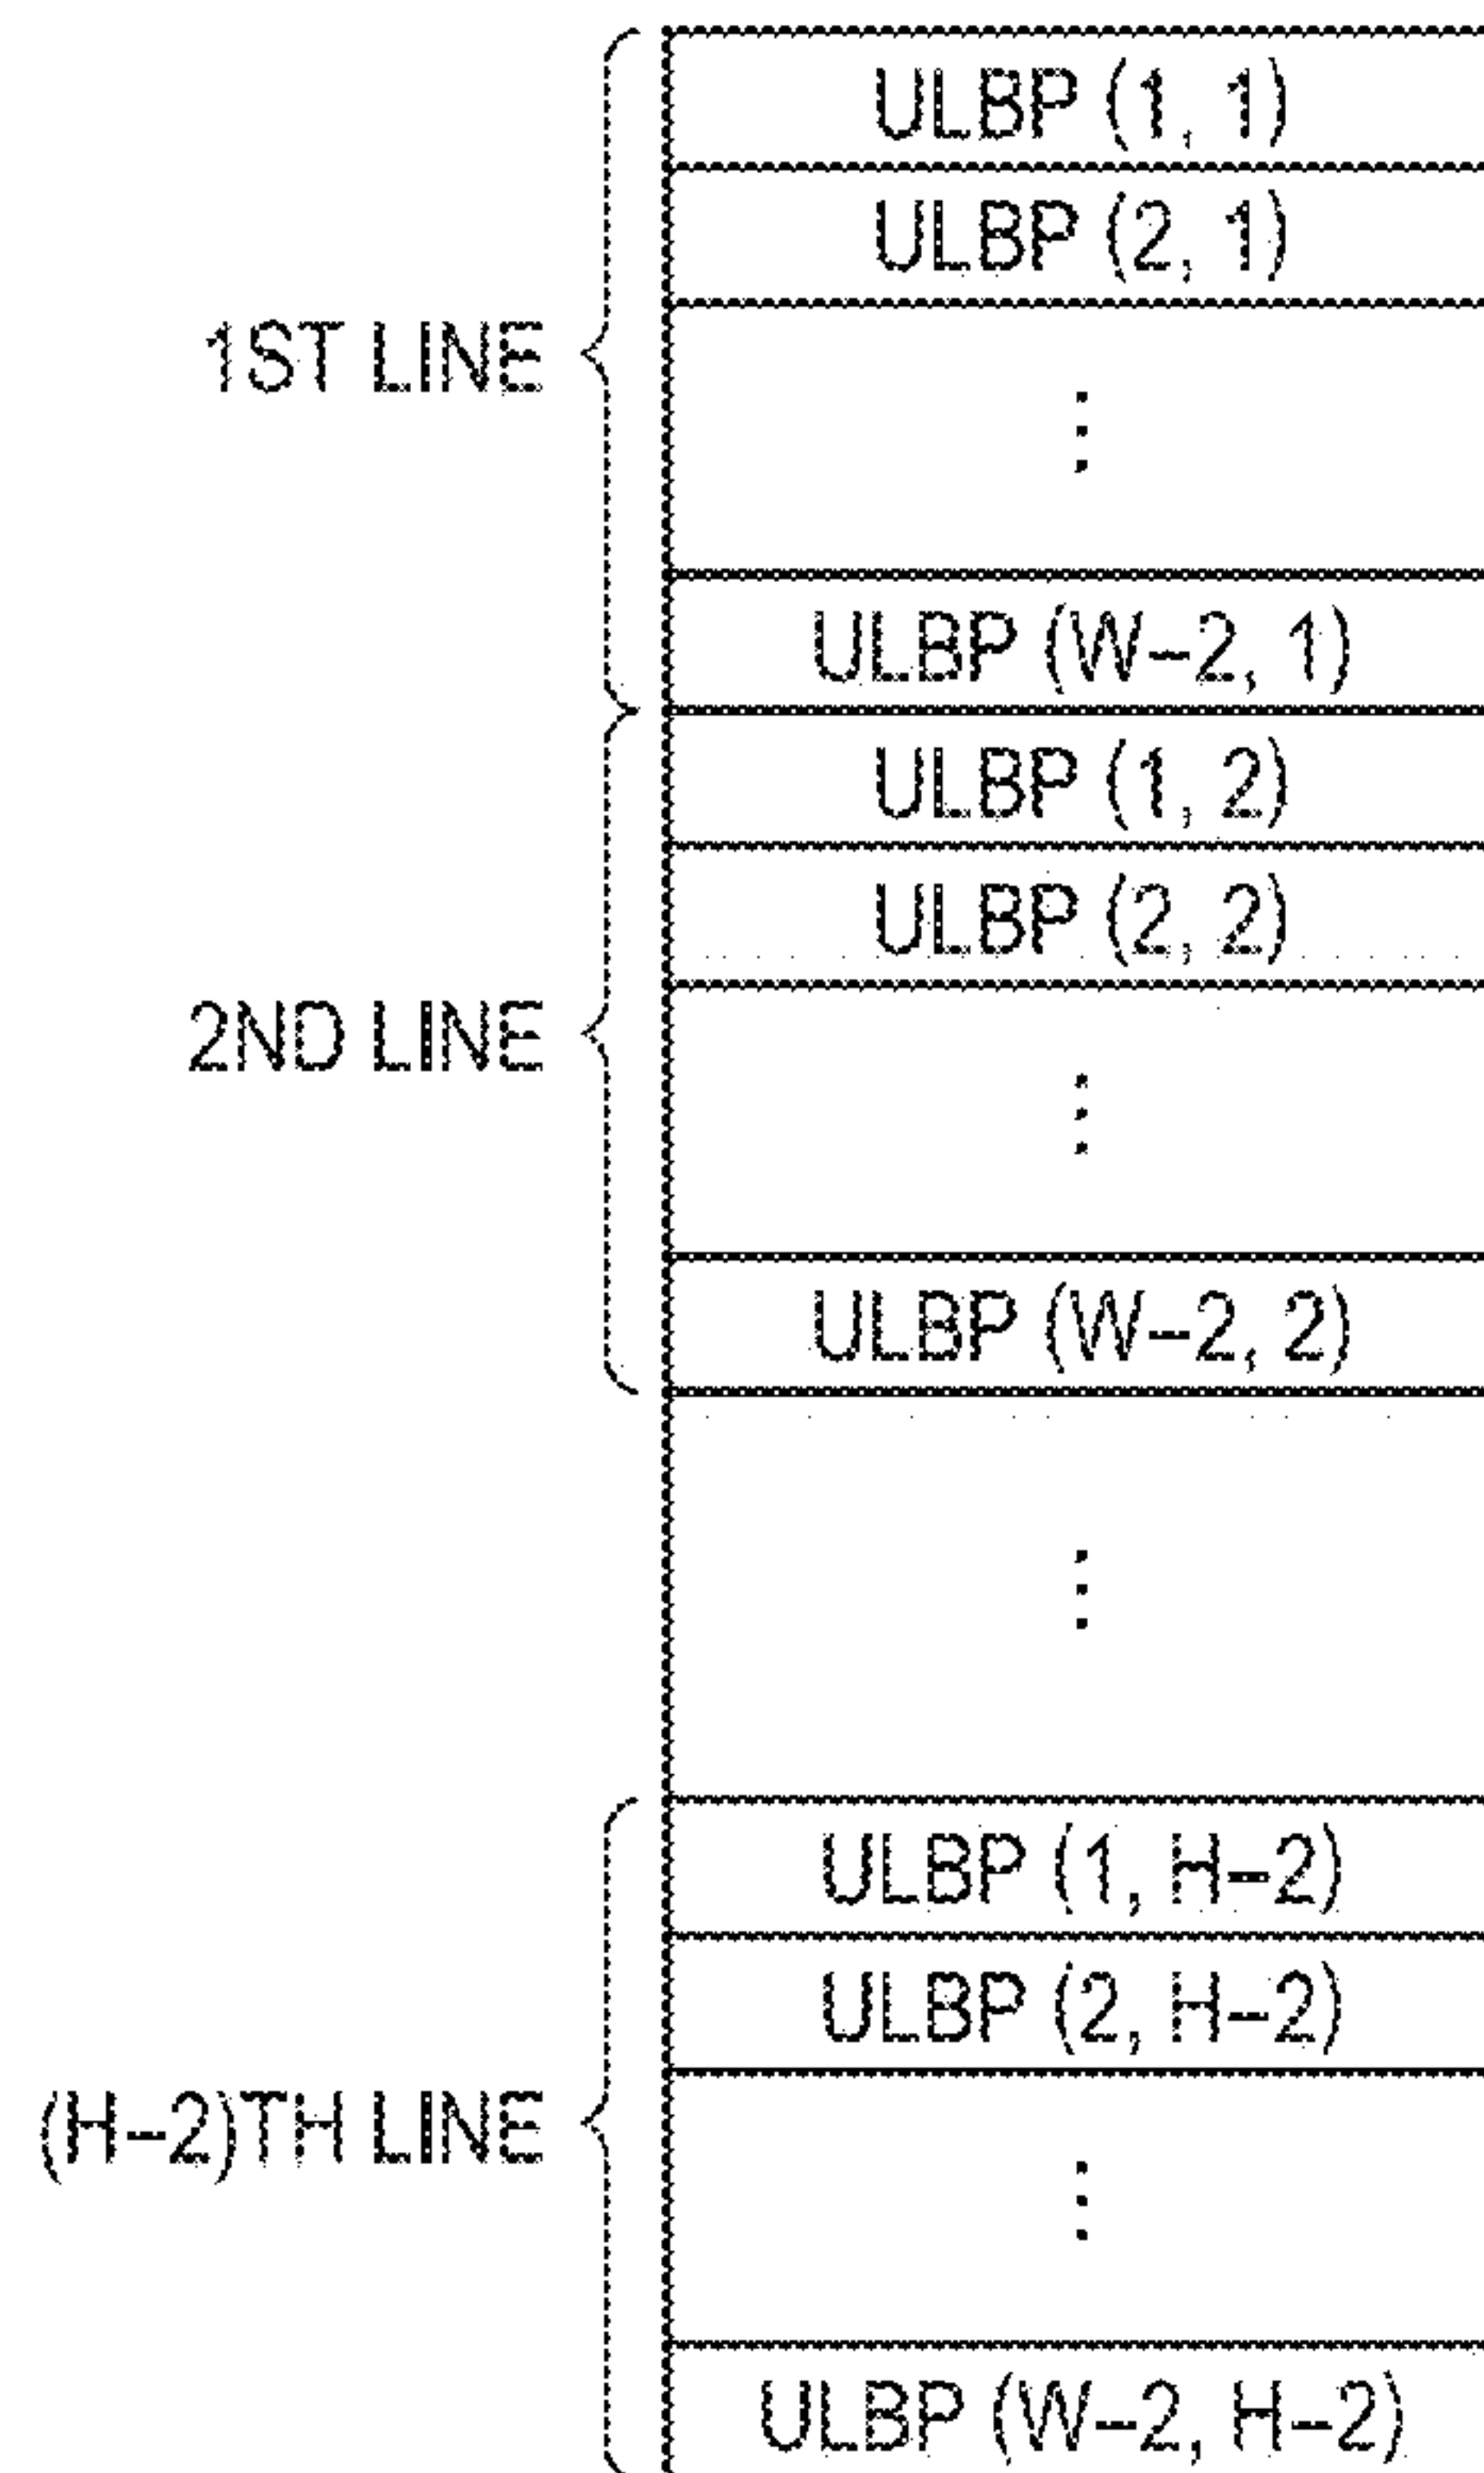 ULBP (1, 1)
ULBP (2, 1)
1ST LINE
⋮
ULBP (W–2, 1)
ULBP (1, 2)
ULBP (2, 2)
2ND LINE
⋮
ULBP (W–2, 2)
⋮
ULBP (1, H–2)
ULBP (2, H–2)
(H–2)TH LINE
⋮
ULBP (W–2, H–2)